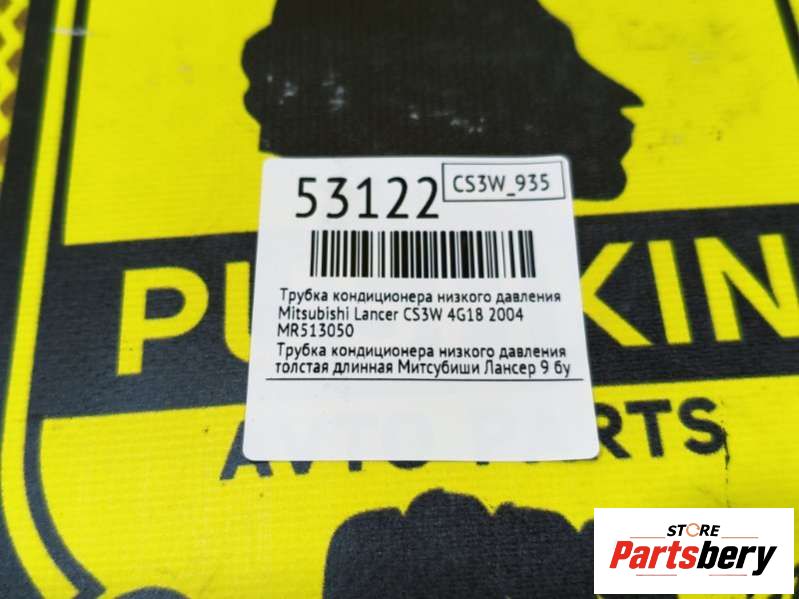 53122
CS3W_935
Трубка кондиционера низкого давления
Mitsubishi Lancer CS3W 4G18 2004
MR513050
Трубка кондиционера низкого давления
толстая длинная Митсубиши Лансер 9 бу
KIN
STORE
Partsbery